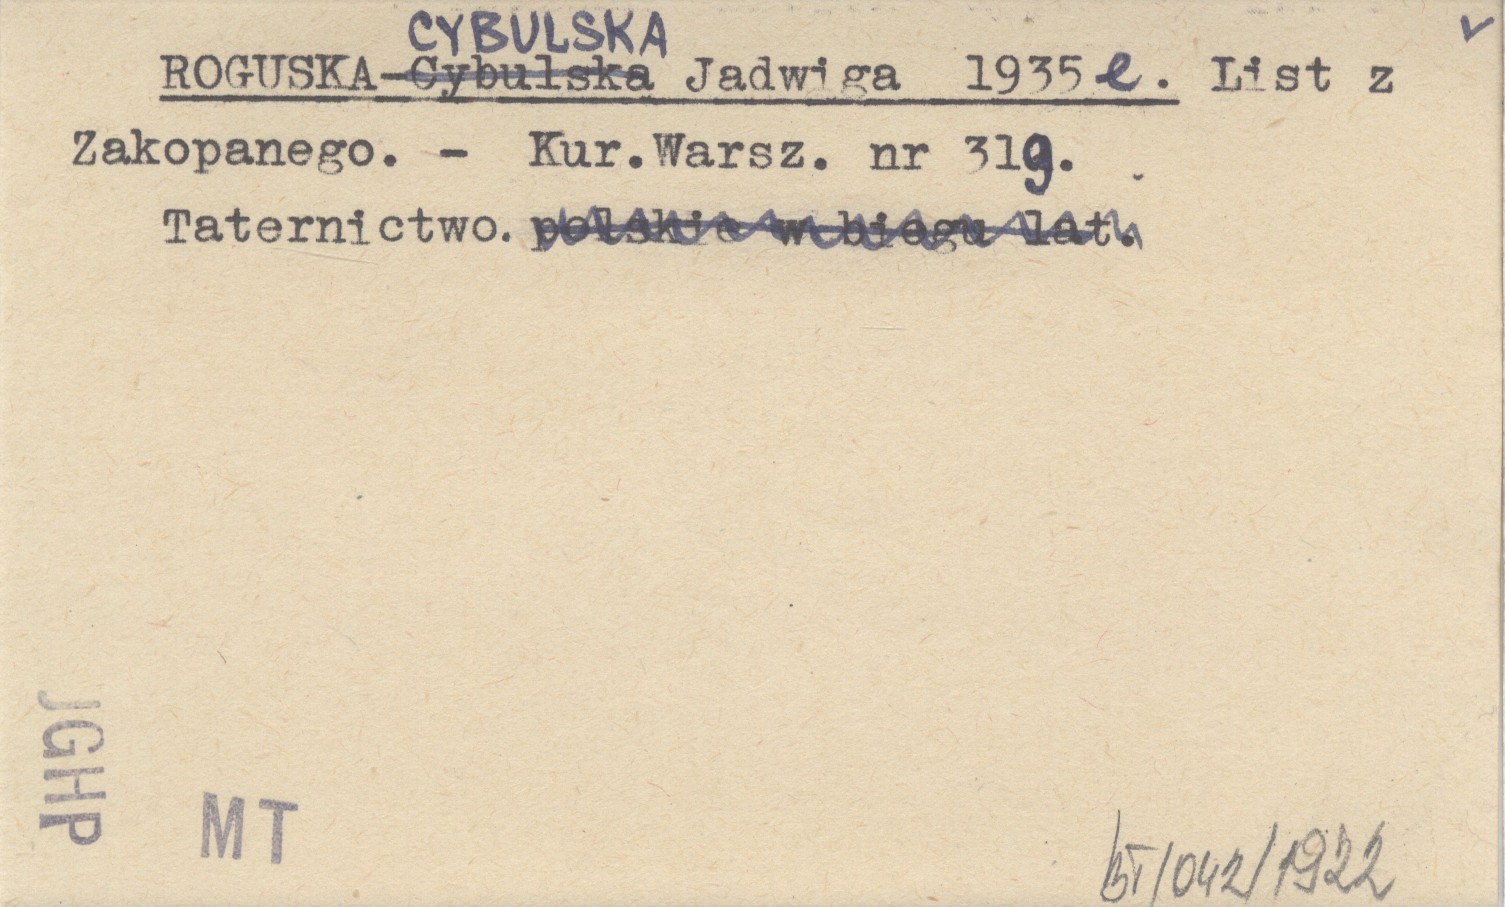 CYBULSKA
ROGUSKA-Cybulska Jadwiga 1935e. List z
Zakopanego. - Kur.Warsz. nr 319.
Taternictwo. polskie w biegu lat.
JGHP
MT
BT/042/1922